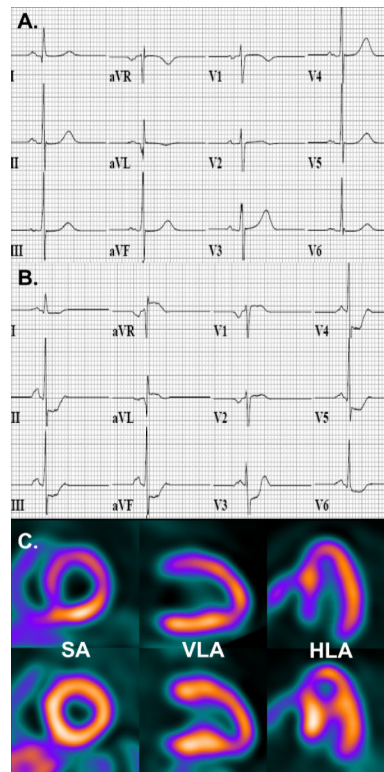 A.
I aVR V1 V4
II aVL V2 V5
III aVF V3 V6
B.
I aVR V1 V4
II aVL V2 V5
III aVF V3 V6
C.
SA VLA HLA